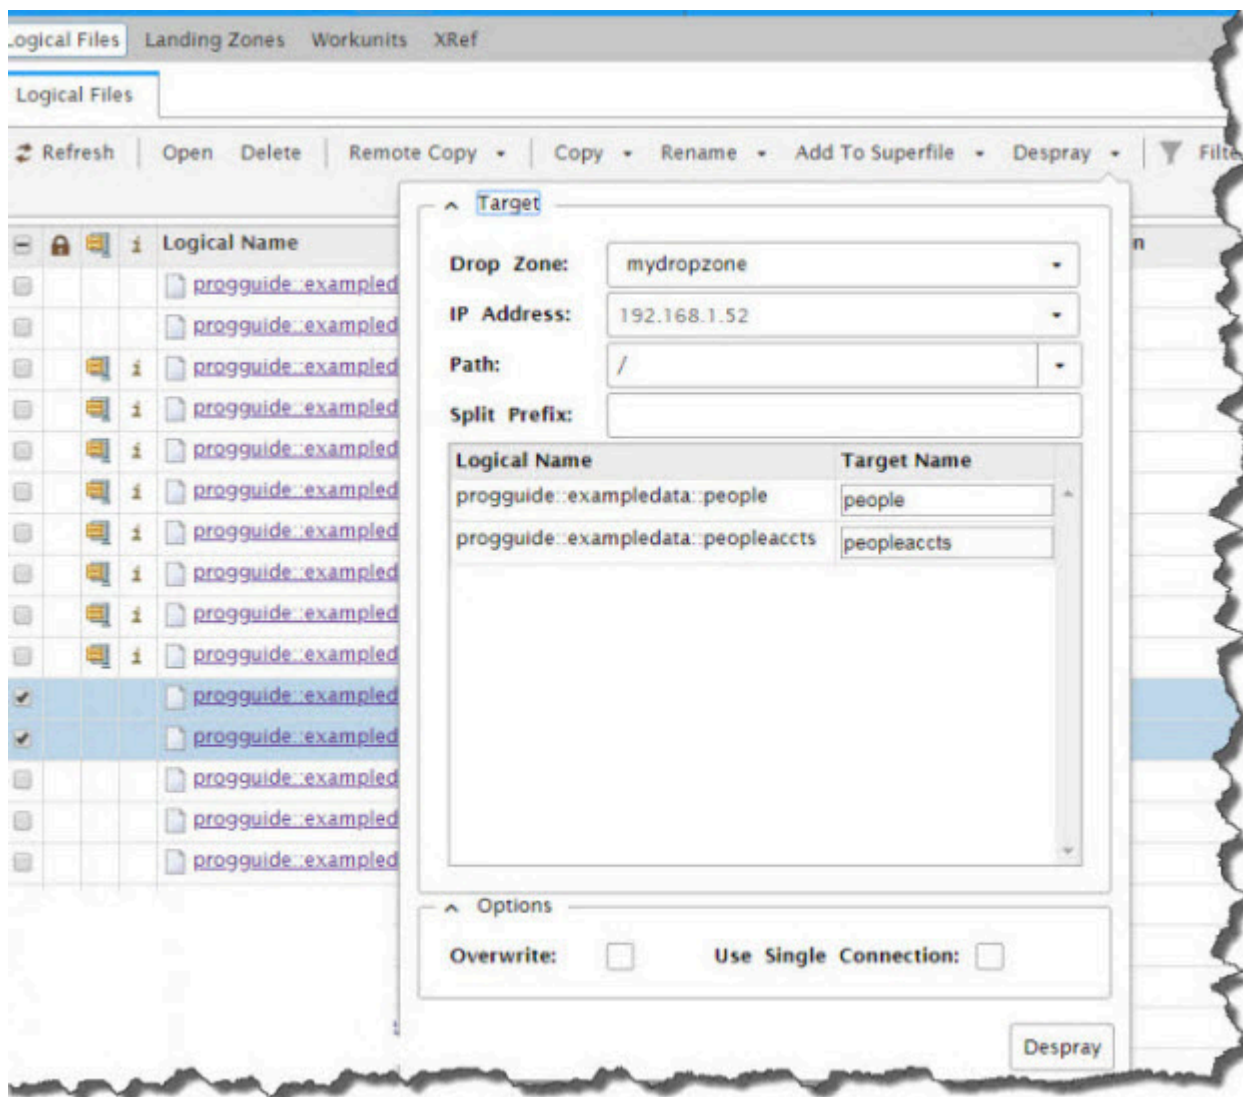 Logical Files Landing Zones Workunits XRef
Logical Files
Refresh Open Delete Remote Copy Copy Rename Add To Superfile Despray Filte
Target
i Logical Name n
Drop Zone: mydropzone
progguide::exampled
IP Address: 192.168.1.52
progguide::exampled
Path: /
i progguide::exampled
Split Prefix:
i progguide::exampled
Logical Name Target Name
i progguide::exampled
progguide::exampledata::people people
i progguide::exampled
progguide::exampledata::peopleaccts peopleaccts
i progguide::exampled
i progguide::exampled
i progguide::exampled
i progguide::exampled
progguide::exampled
progguide::exampled
progguide::exampled
progguide::exampled
progguide::exampled
Options
Overwrite: Use Single Connection:
Despray